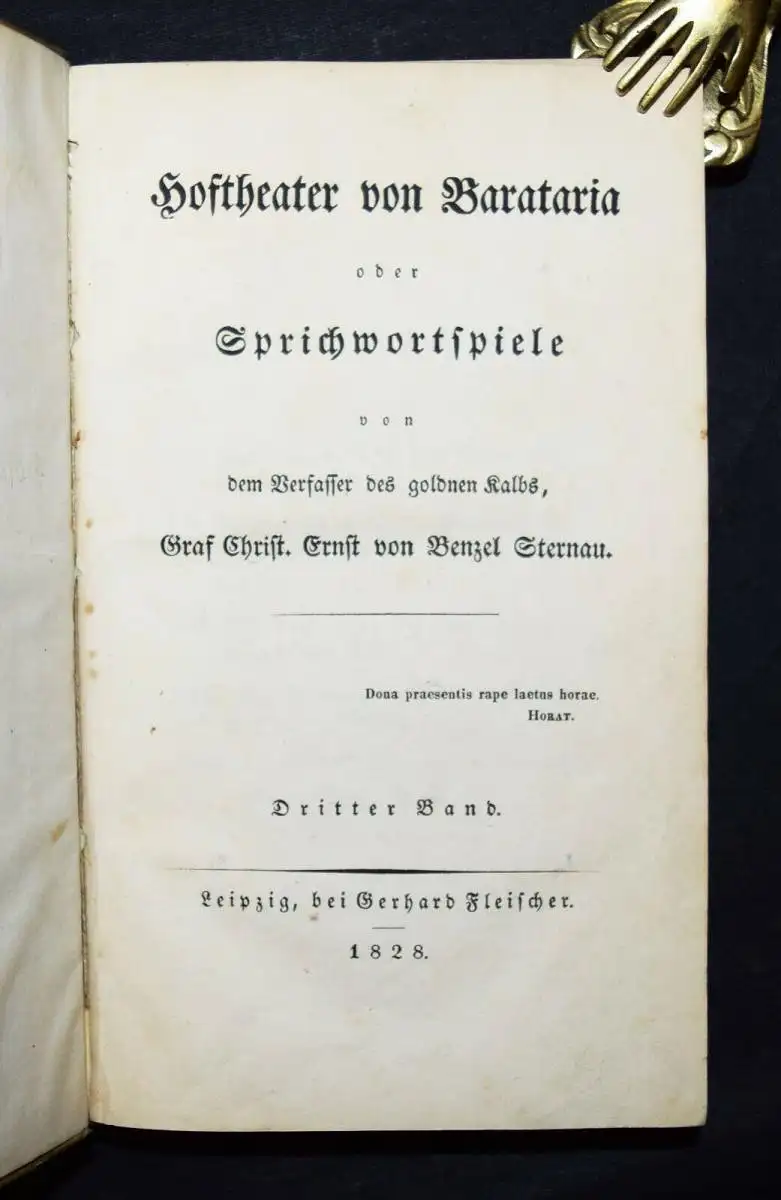 Hoftheater von Barataria
oder
Sprichwortspiele
von
dem Verfasser des goldnen Kalbs,
Graf Christ. Ernst von Benzel Sternau.
Dona praesentis rape laetus horae.
HORAT.
Dritter Band.
Leipzig, bei Gerhard Fleischer.
1828.